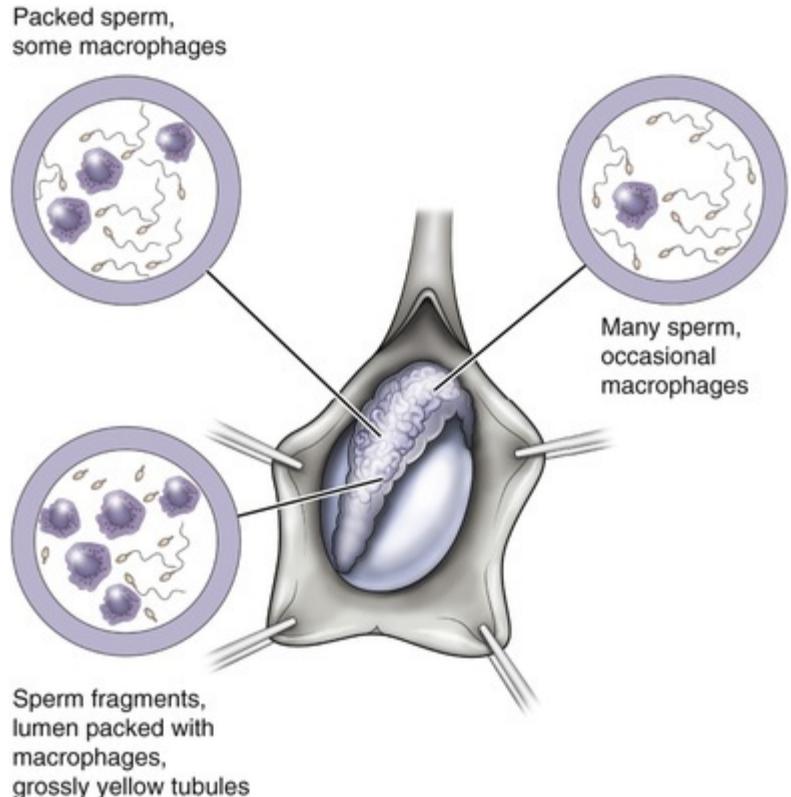 Packed sperm,
some macrophages
Many sperm,
occasional
macrophages
Sperm fragments,
lumen packed with
macrophages,
grossly yellow tubules